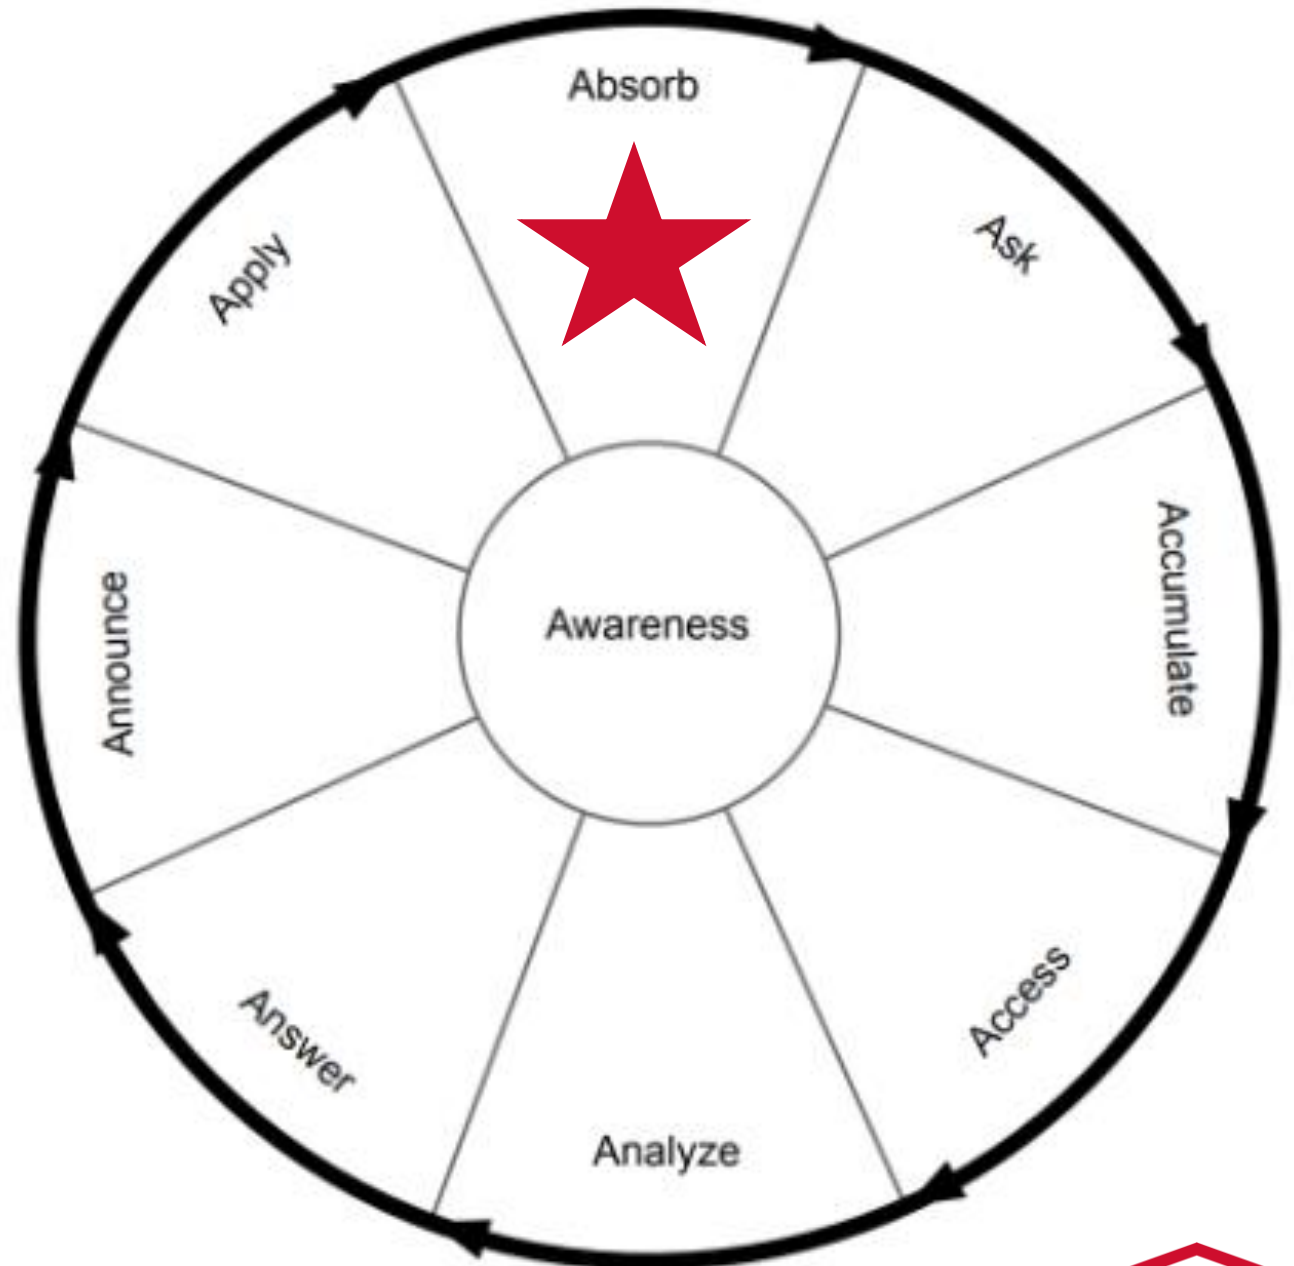 Absorb
Ask
Accumulate
Access
Analyze
Answer
Announce
Apply
Awareness